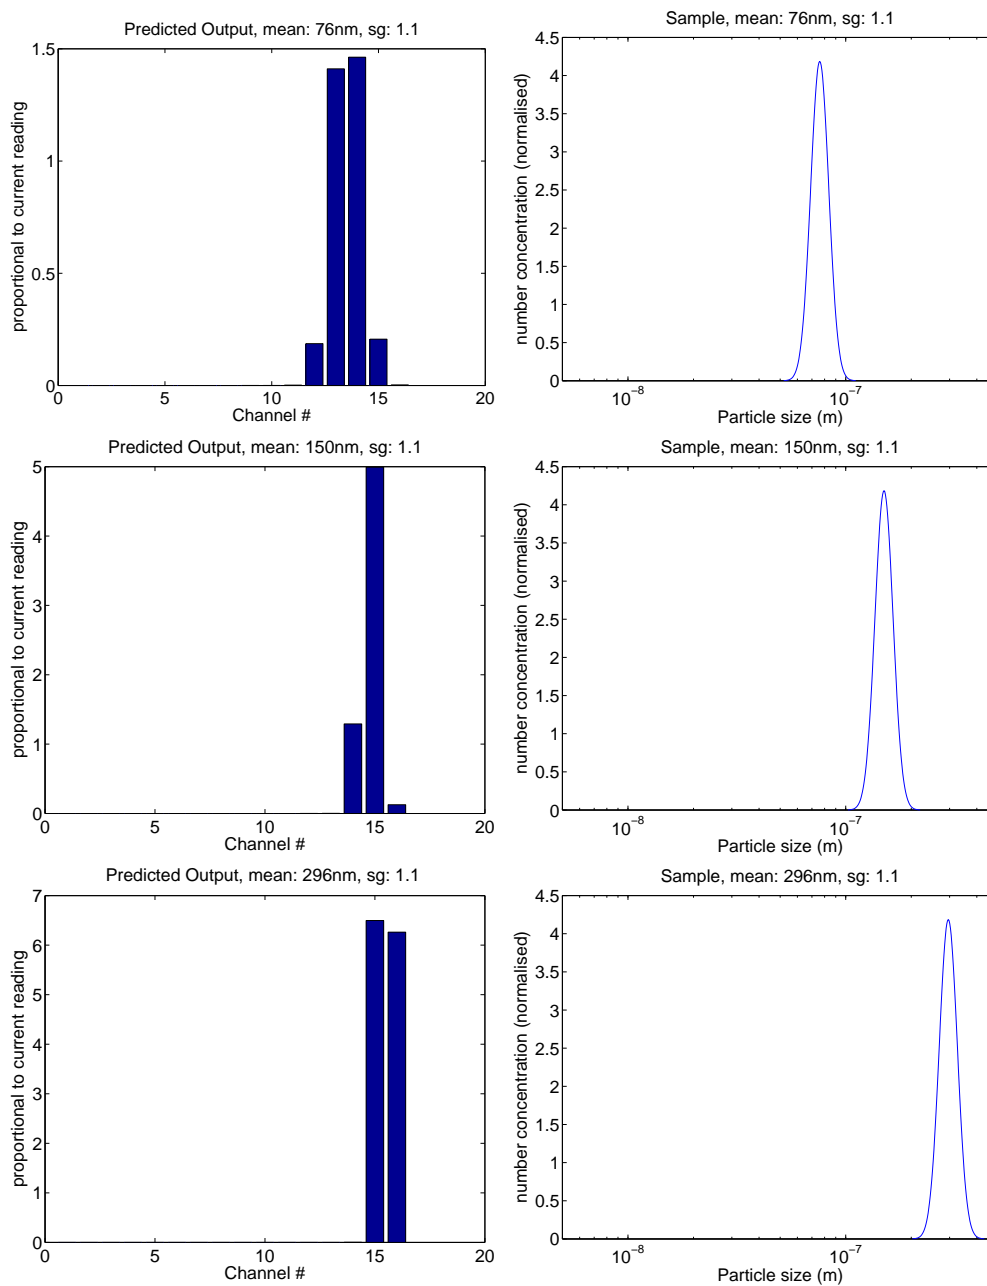 Predicted Output, mean: 76nm, sg: 1.1
proportional to current reading
1.5
1
0.5
0
0 5 10 15 20
Channel #
Sample, mean: 76nm, sg: 1.1
number concentration (normalised)
4.5
4
3.5
3
2.5
2
1.5
1
0.5
0
10−8 10−7
Particle size (m)
Predicted Output, mean: 150nm, sg: 1.1
proportional to current reading
5
4
3
2
1
0
0 5 10 15 20
Channel #
Sample, mean: 150nm, sg: 1.1
number concentration (normalised)
4.5
4
3.5
3
2.5
2
1.5
1
0.5
0
10−8 10−7
Particle size (m)
Predicted Output, mean: 296nm, sg: 1.1
proportional to current reading
7
6
5
4
3
2
1
0
0 5 10 15 20
Channel #
Sample, mean: 296nm, sg: 1.1
number concentration (normalised)
4.5
4
3.5
3
2.5
2
1.5
1
0.5
0
10−8 10−7
Particle size (m)